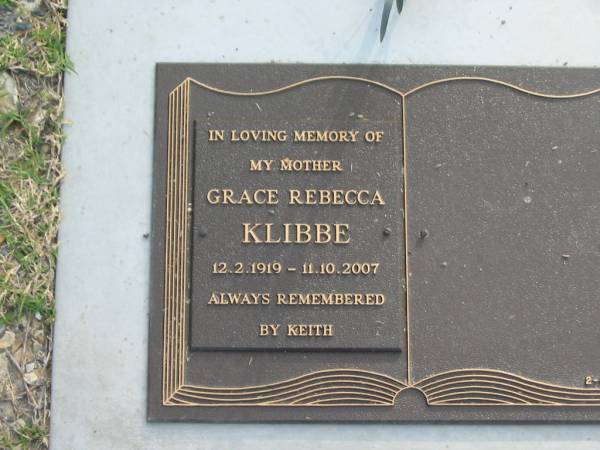 IN LOVING MEMORY OF
MY MOTHER
GRACE REBECCA
KLIBBE
12.2.1919 – 11.10.2007
ALWAYS REMEMBERED
BY KEITH
2-